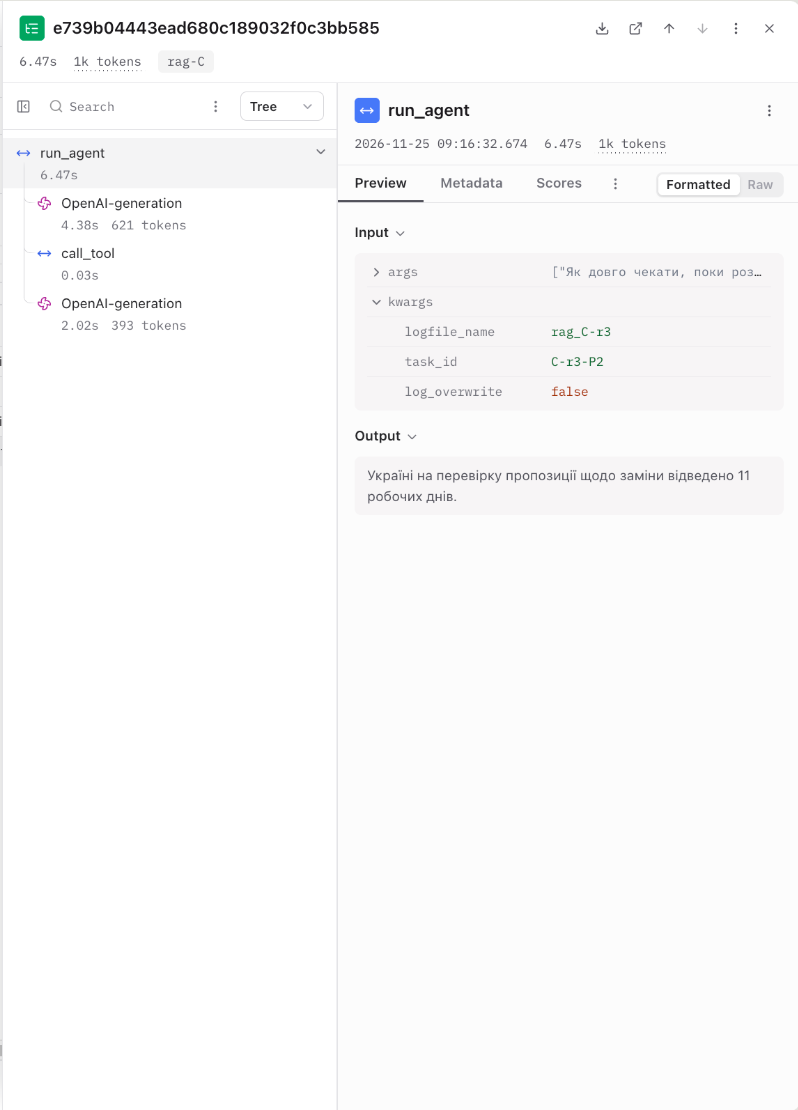 e739b04443ead680c189032f0c3bb585
6.47s 1k tokens rag-C
Search
Tree
run_agent
6.47s
OpenAI-generation
4.38s 621 tokens
call_tool
0.03s
OpenAI-generation
2.02s 393 tokens
run_agent
2026-11-25 09:16:32.674 6.47s 1k tokens
Preview Metadata Scores Formatted Raw
Input
args ["Як довго чекати, поки роз…
kwargs
logfile_name rag_C-r3
task_id C-r3-P2
log_overwrite false
Output
Україні на перевірку пропозиції щодо заміни відведено 11
робочих днів.